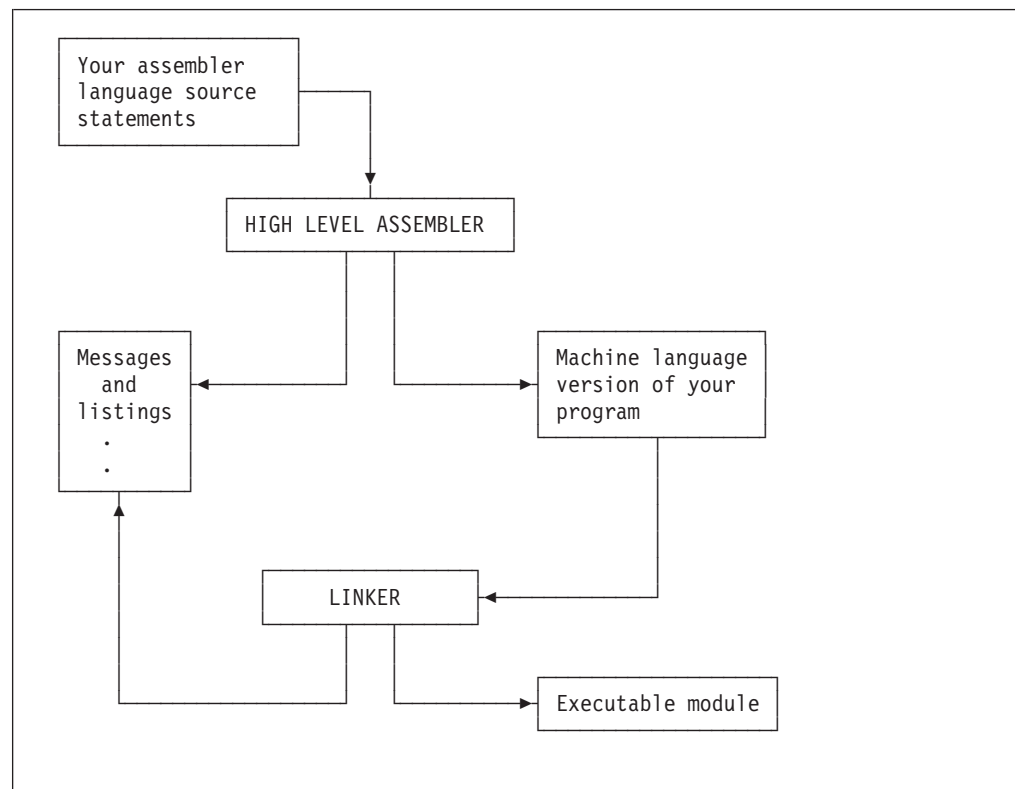 Your assembler
language source
statements
HIGH LEVEL ASSEMBLER
Messages
and
listings
.
.
Machine language
version of your
program
LINKER
Executable module